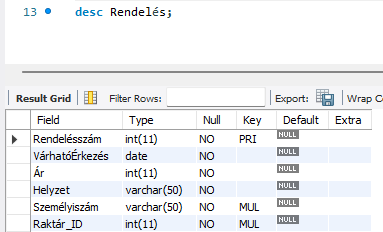 13 desc Rendelés;
Result Grid Filter Rows: Export: Wrap C
Field Type Null Key Default Extra
Rendelésszám int(11) NO PRI NULL
VárhatóÉrkezés date NO NULL
Ár int(11) NO NULL
Helyzet varchar(50) NO NULL
Személyiszám varchar(50) NO MUL NULL
Raktár_ID int(11) NO MUL NULL